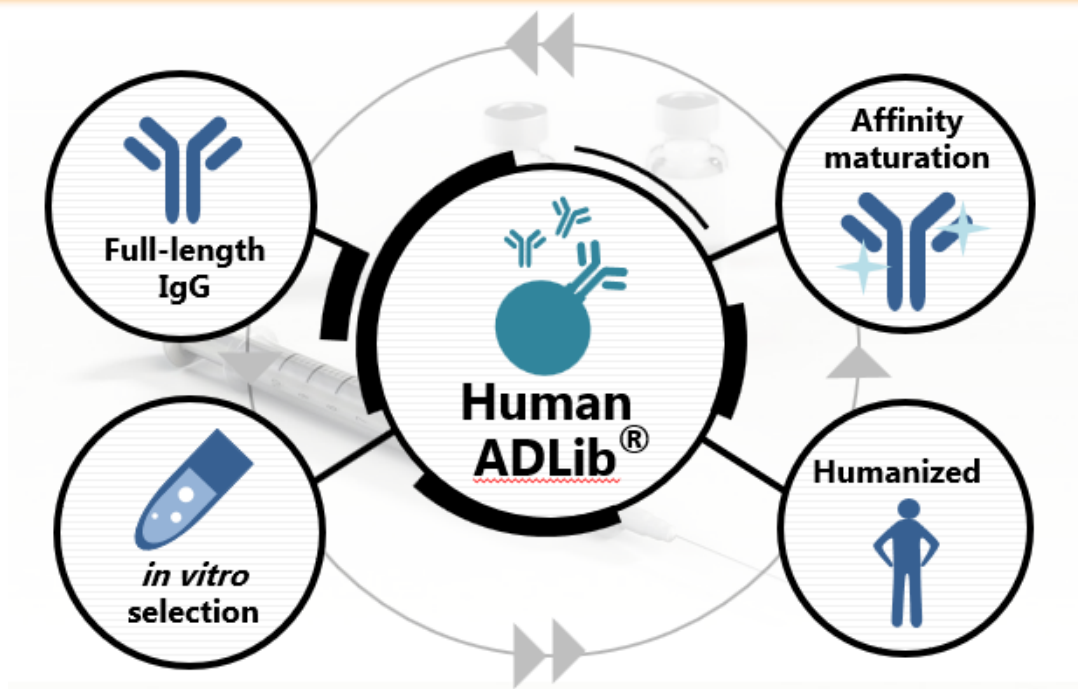 Full-length
IgG
Affinity
maturation
Human
ADLib®
in vitro
selection
Humanized